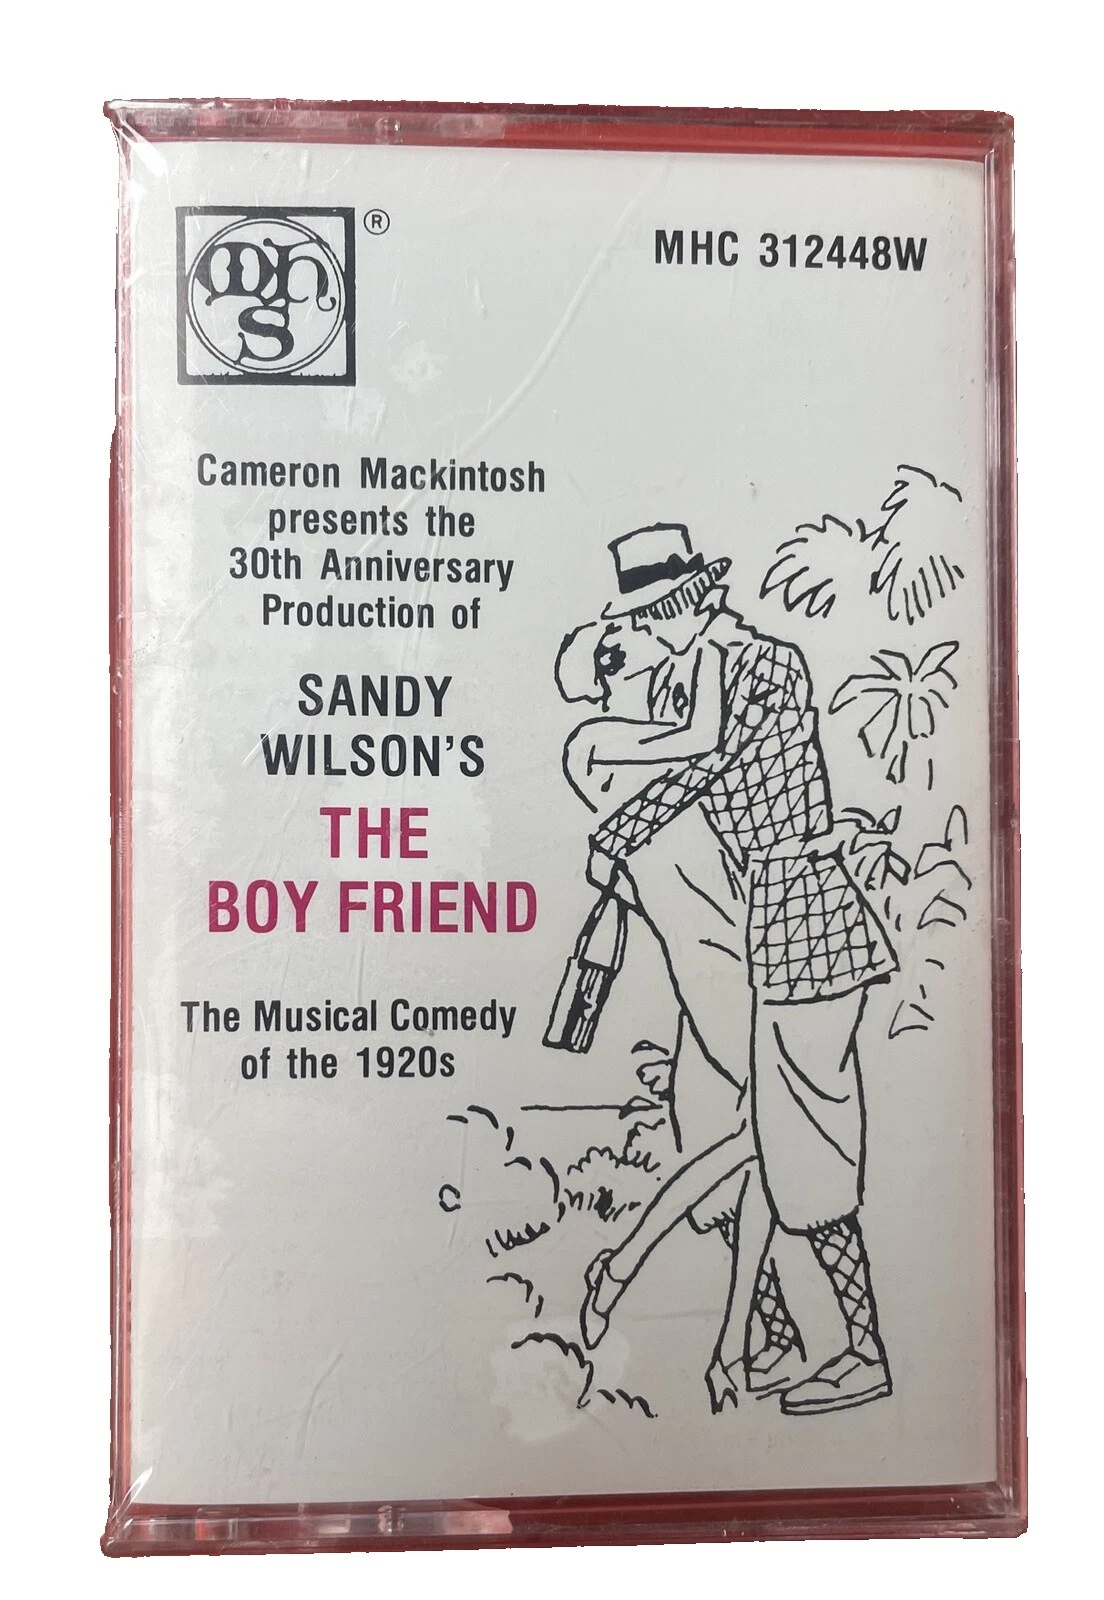 mhs ®
MHC 312448W
Cameron Mackintosh
presents the
30th Anniversary
Production of
SANDY
WILSON'S
THE
BOY FRIEND
The Musical Comedy
of the 1920s